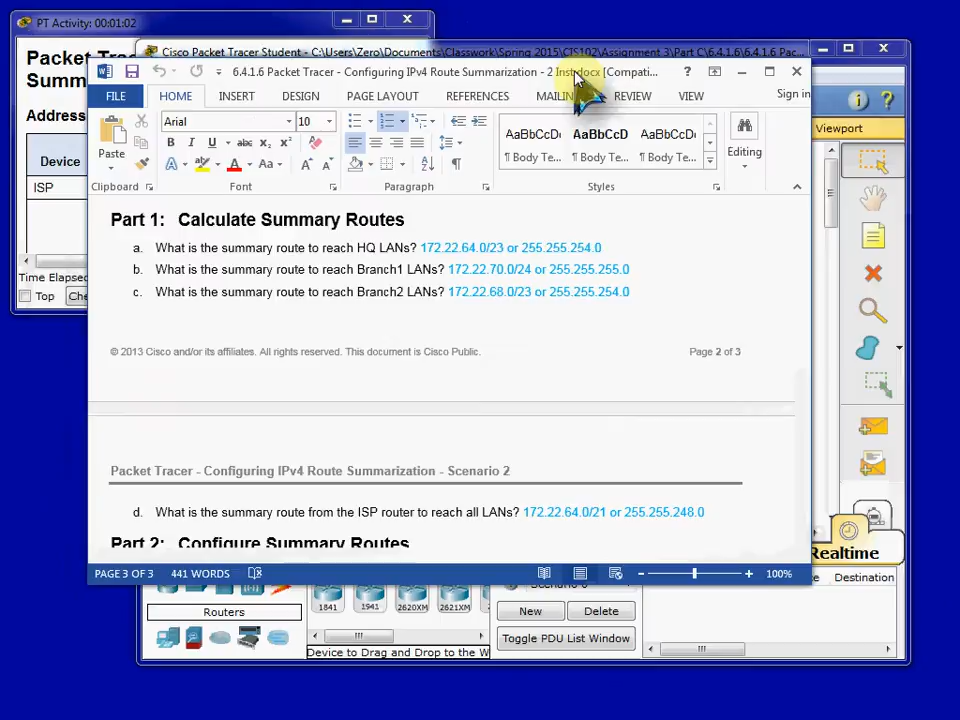 PT Activity: 00:01:02
Cisco Packet Tracer Student - C:\Users\Zero\Documents\Classwork\Spring 2015\CIS102\Assignment 3\Part C\6.4.1.6\6.4.1.6 Pac...
Packet Tra
Summ
Address
Device
ISP
Time Elapsed
Top
Che
6.4.1.6 Packet Tracer - Configuring IPv4 Route Summarization - 2 Inst.docx [Compati...
FILE HOME INSERT DESIGN PAGE LAYOUT REFERENCES MAILIN REVIEW VIEW Sign in
Paste
Arial 10
B I U abc x₂ x²
A ab A Aa A A
AaBbCcDc AaBbCcD AaBbCcDc
¶ Body Te... ¶ Body Te... ¶ Body Te...
Editing
Clipboard Font Paragraph Styles
Viewport
Part 1: Calculate Summary Routes
a. What is the summary route to reach HQ LANs? 172.22.64.0/23 or 255.255.254.0
b. What is the summary route to reach Branch1 LANs? 172.22.70.0/24 or 255.255.255.0
c. What is the summary route to reach Branch2 LANs? 172.22.68.0/23 or 255.255.254.0
© 2013 Cisco and/or its affiliates. All rights reserved. This document is Cisco Public. Page 2 of 3
Packet Tracer - Configuring IPv4 Route Summarization - Scenario 2
d. What is the summary route from the ISP router to reach all LANs? 172.22.64.0/21 or 255.255.248.0
Part 2: Configure Summary Routes
PAGE 3 OF 3 441 WORDS 100%
Realtime
Scenario 0
Destination
1841 1941 2620XM 2621XM
Routers
New Delete
Toggle PDU List Window
Device to Drag and Drop to the W